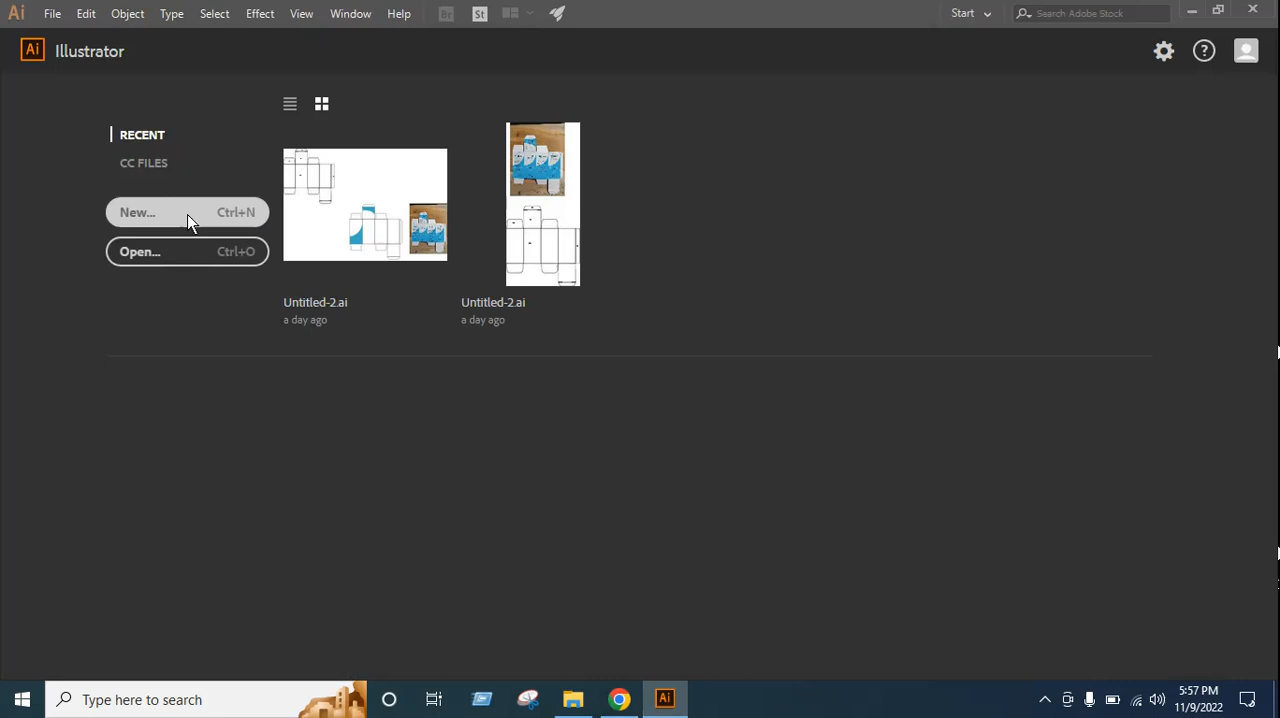 Ai File Edit Object Type Select Effect View Window Help Br St Start Search Adobe Stock
Ai Illustrator
RECENT
CC FILES
New... Ctrl+N
Open... Ctrl+O
Untitled-2.ai Untitled-2.ai
a day ago a day ago
Type here to search Ai 5:57 PM
11/9/2022